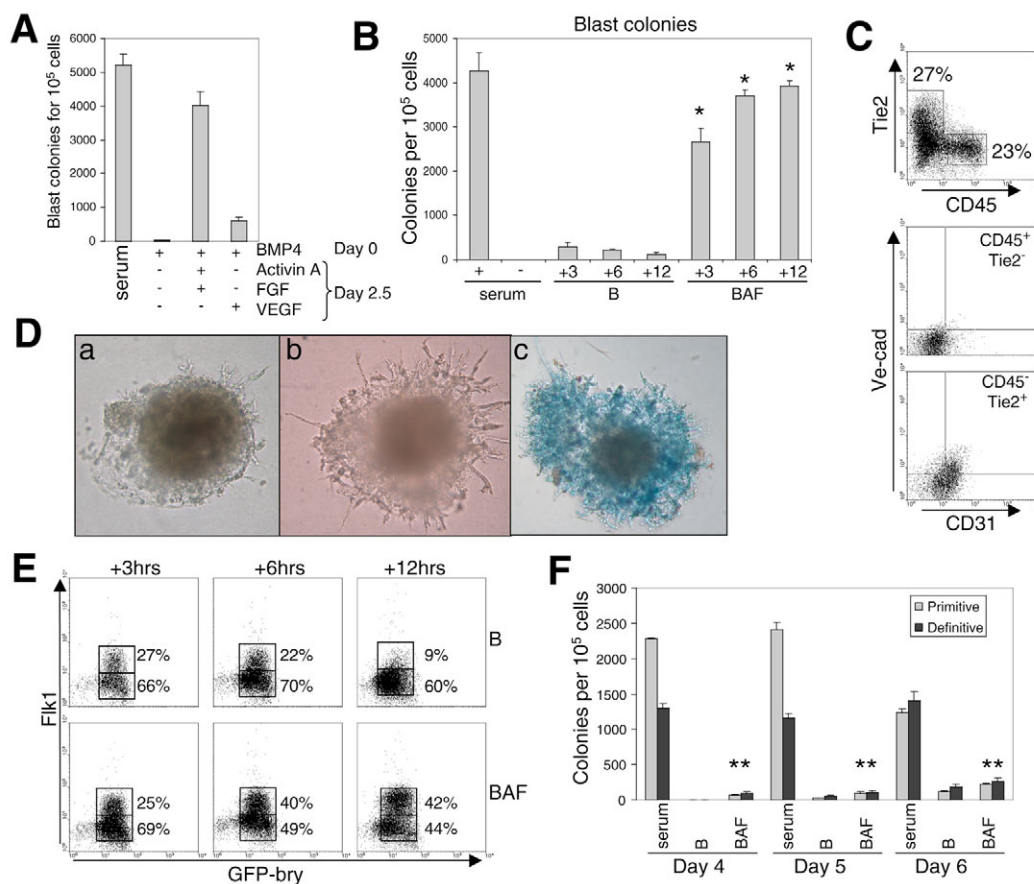 A
Blast colonies for 10⁵ cells
6000
5000
4000
3000
2000
1000
0
serum
+ + + + BMP4 Day 0
- + - Activin A
- + - FGF
- - + VEGF
Day 2.5
B
Blast colonies
Colonies per 10⁵ cells
5000
4000
3000
2000
1000
0
* * *
+ - +3 +6 +12 +3 +6 +12
serum B BAF
C
27%
23%
Tie2
CD45
CD45⁺
Tie2⁻
CD45⁻
Tie2⁺
Ve-cad
CD31
D
a b c
E
+3hrs +6hrs +12hrs
27% 22% 9%
66% 70% 60%
B
25% 40% 42%
69% 49% 44%
BAF
Flk1
GFP-bry
F
Colonies per 10⁵ cells
3000
2500
2000
1500
1000
500
0
Primitive
Definitive
** ** **
serum B BAF serum B BAF serum B BAF
Day 4 Day 5 Day 6